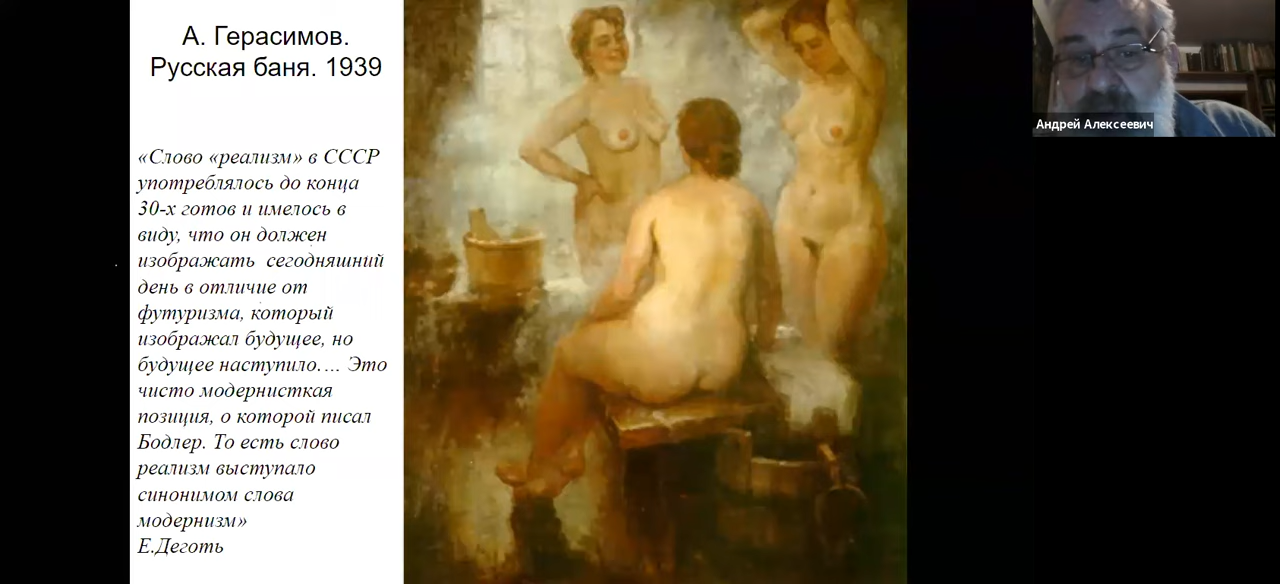 А. Герасимов.
Русская баня. 1939
«Слово «реализм» в СССР
употреблялось до конца
30-х готов и имелось в
виду, что он должен
изображать сегодняшний
день в отличие от
футуризма, который
изображал будущее, но
будущее наступило.… Это
чисто модернисткая
позиция, о которой писал
Бодлер. То есть слово
реализм выступало
синонимом слова
модернизм»
Е.Деготь
Андрей Алексеевич